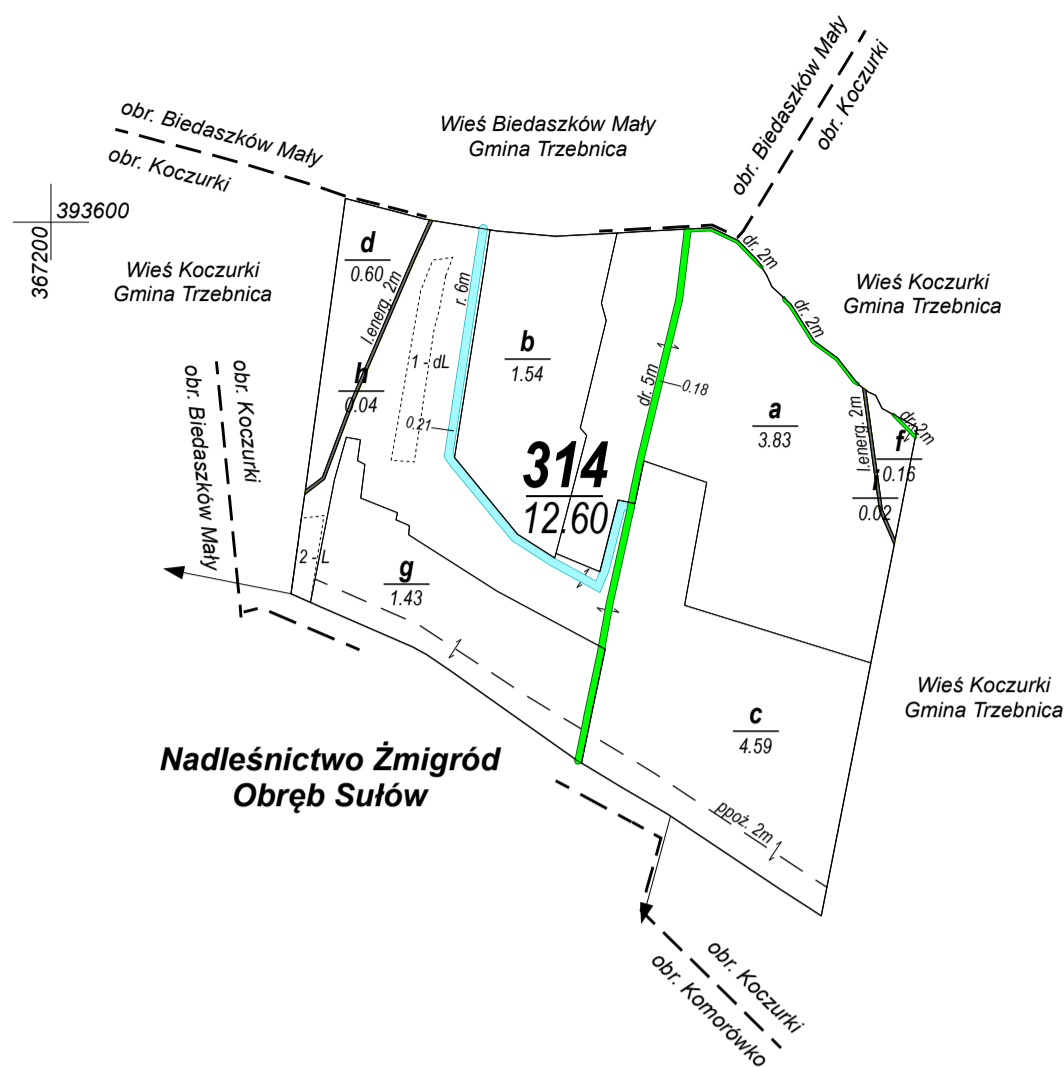 obr. Biedaszków Mały
obr. Koczurki
Wieś Biedaszków Mały
Gmina Trzebnica
obr. Biedaszków Mały
obr. Koczurki
393600
367200
Wieś Koczurki
Gmina Trzebnica
d
0.60
l.energ. 2m
r. 6m
1 - dL
h
0.04
0.21
b
1.54
dr. 5m
0.18
dr. 2m
dr. 2m
Wieś Koczurki
Gmina Trzebnica
a
3.83
l.energ. 2m
dr. 2m
f
0.16
i
0.02
314
12.60
obr. Koczurki
obr. Biedaszków Mały
2 - L
g
1.43
Wieś Koczurki
Gmina Trzebnica
c
4.59
Nadleśnictwo Żmigród
Obręb Sułów
ppoż. 2m
obr. Koczurki
obr. Komorówko